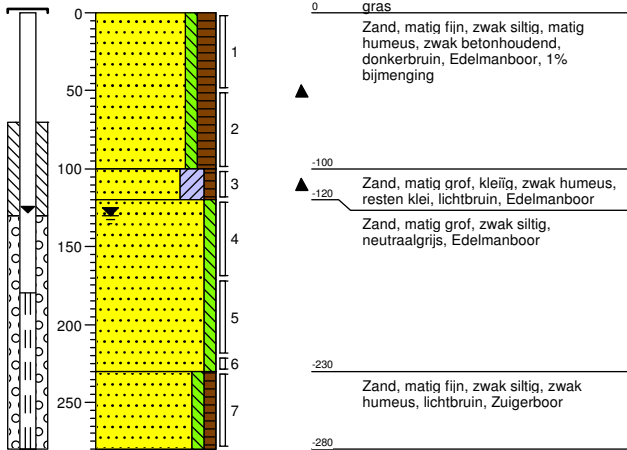 0
50
100
150
200
250
1
2
3
4
5
6
7
0
gras
Zand, matig fijn, zwak siltig, matig
humeus, zwak betonhoudend,
donkerbruin, Edelmanboor, 1%
bijmenging
-100
Zand, matig grof, kleiïg, zwak humeus,
resten klei, lichtbruin, Edelmanboor
-120
Zand, matig grof, zwak siltig,
neutraalgrijs, Edelmanboor
-230
Zand, matig fijn, zwak siltig, zwak
humeus, lichtbruin, Zuigerboor
-280